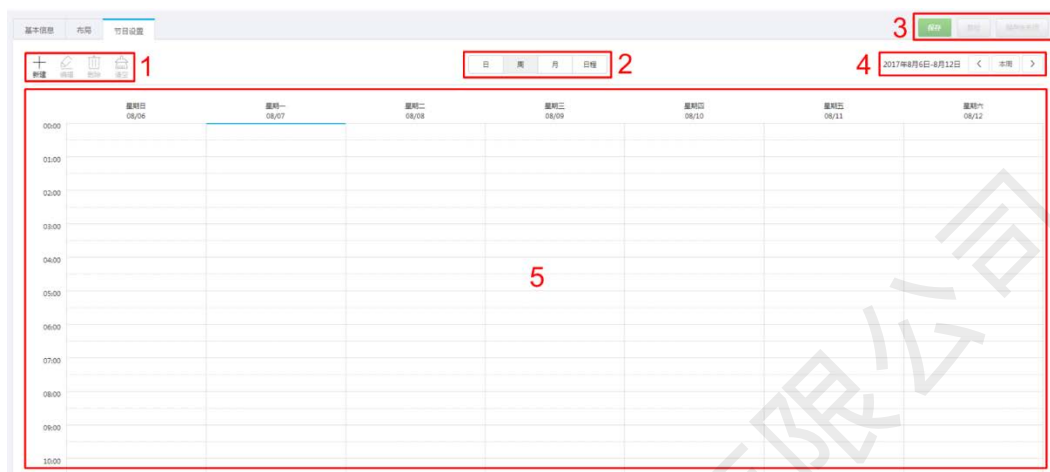 基本信息 布局 节目设置
3 保存
新建 编辑 删除 清空 1
日 周 月 日程 2
4 2017年8月6日-8月12日 < 本周 >
星期日 星期一 星期二 星期三 星期四 星期五 星期六
08/06 08/07 08/08 08/09 08/10 08/11 08/12
00:00
01:00
02:00
03:00
04:00
5
05:00
06:00
07:00
08:00
09:00
10:00
有限公司